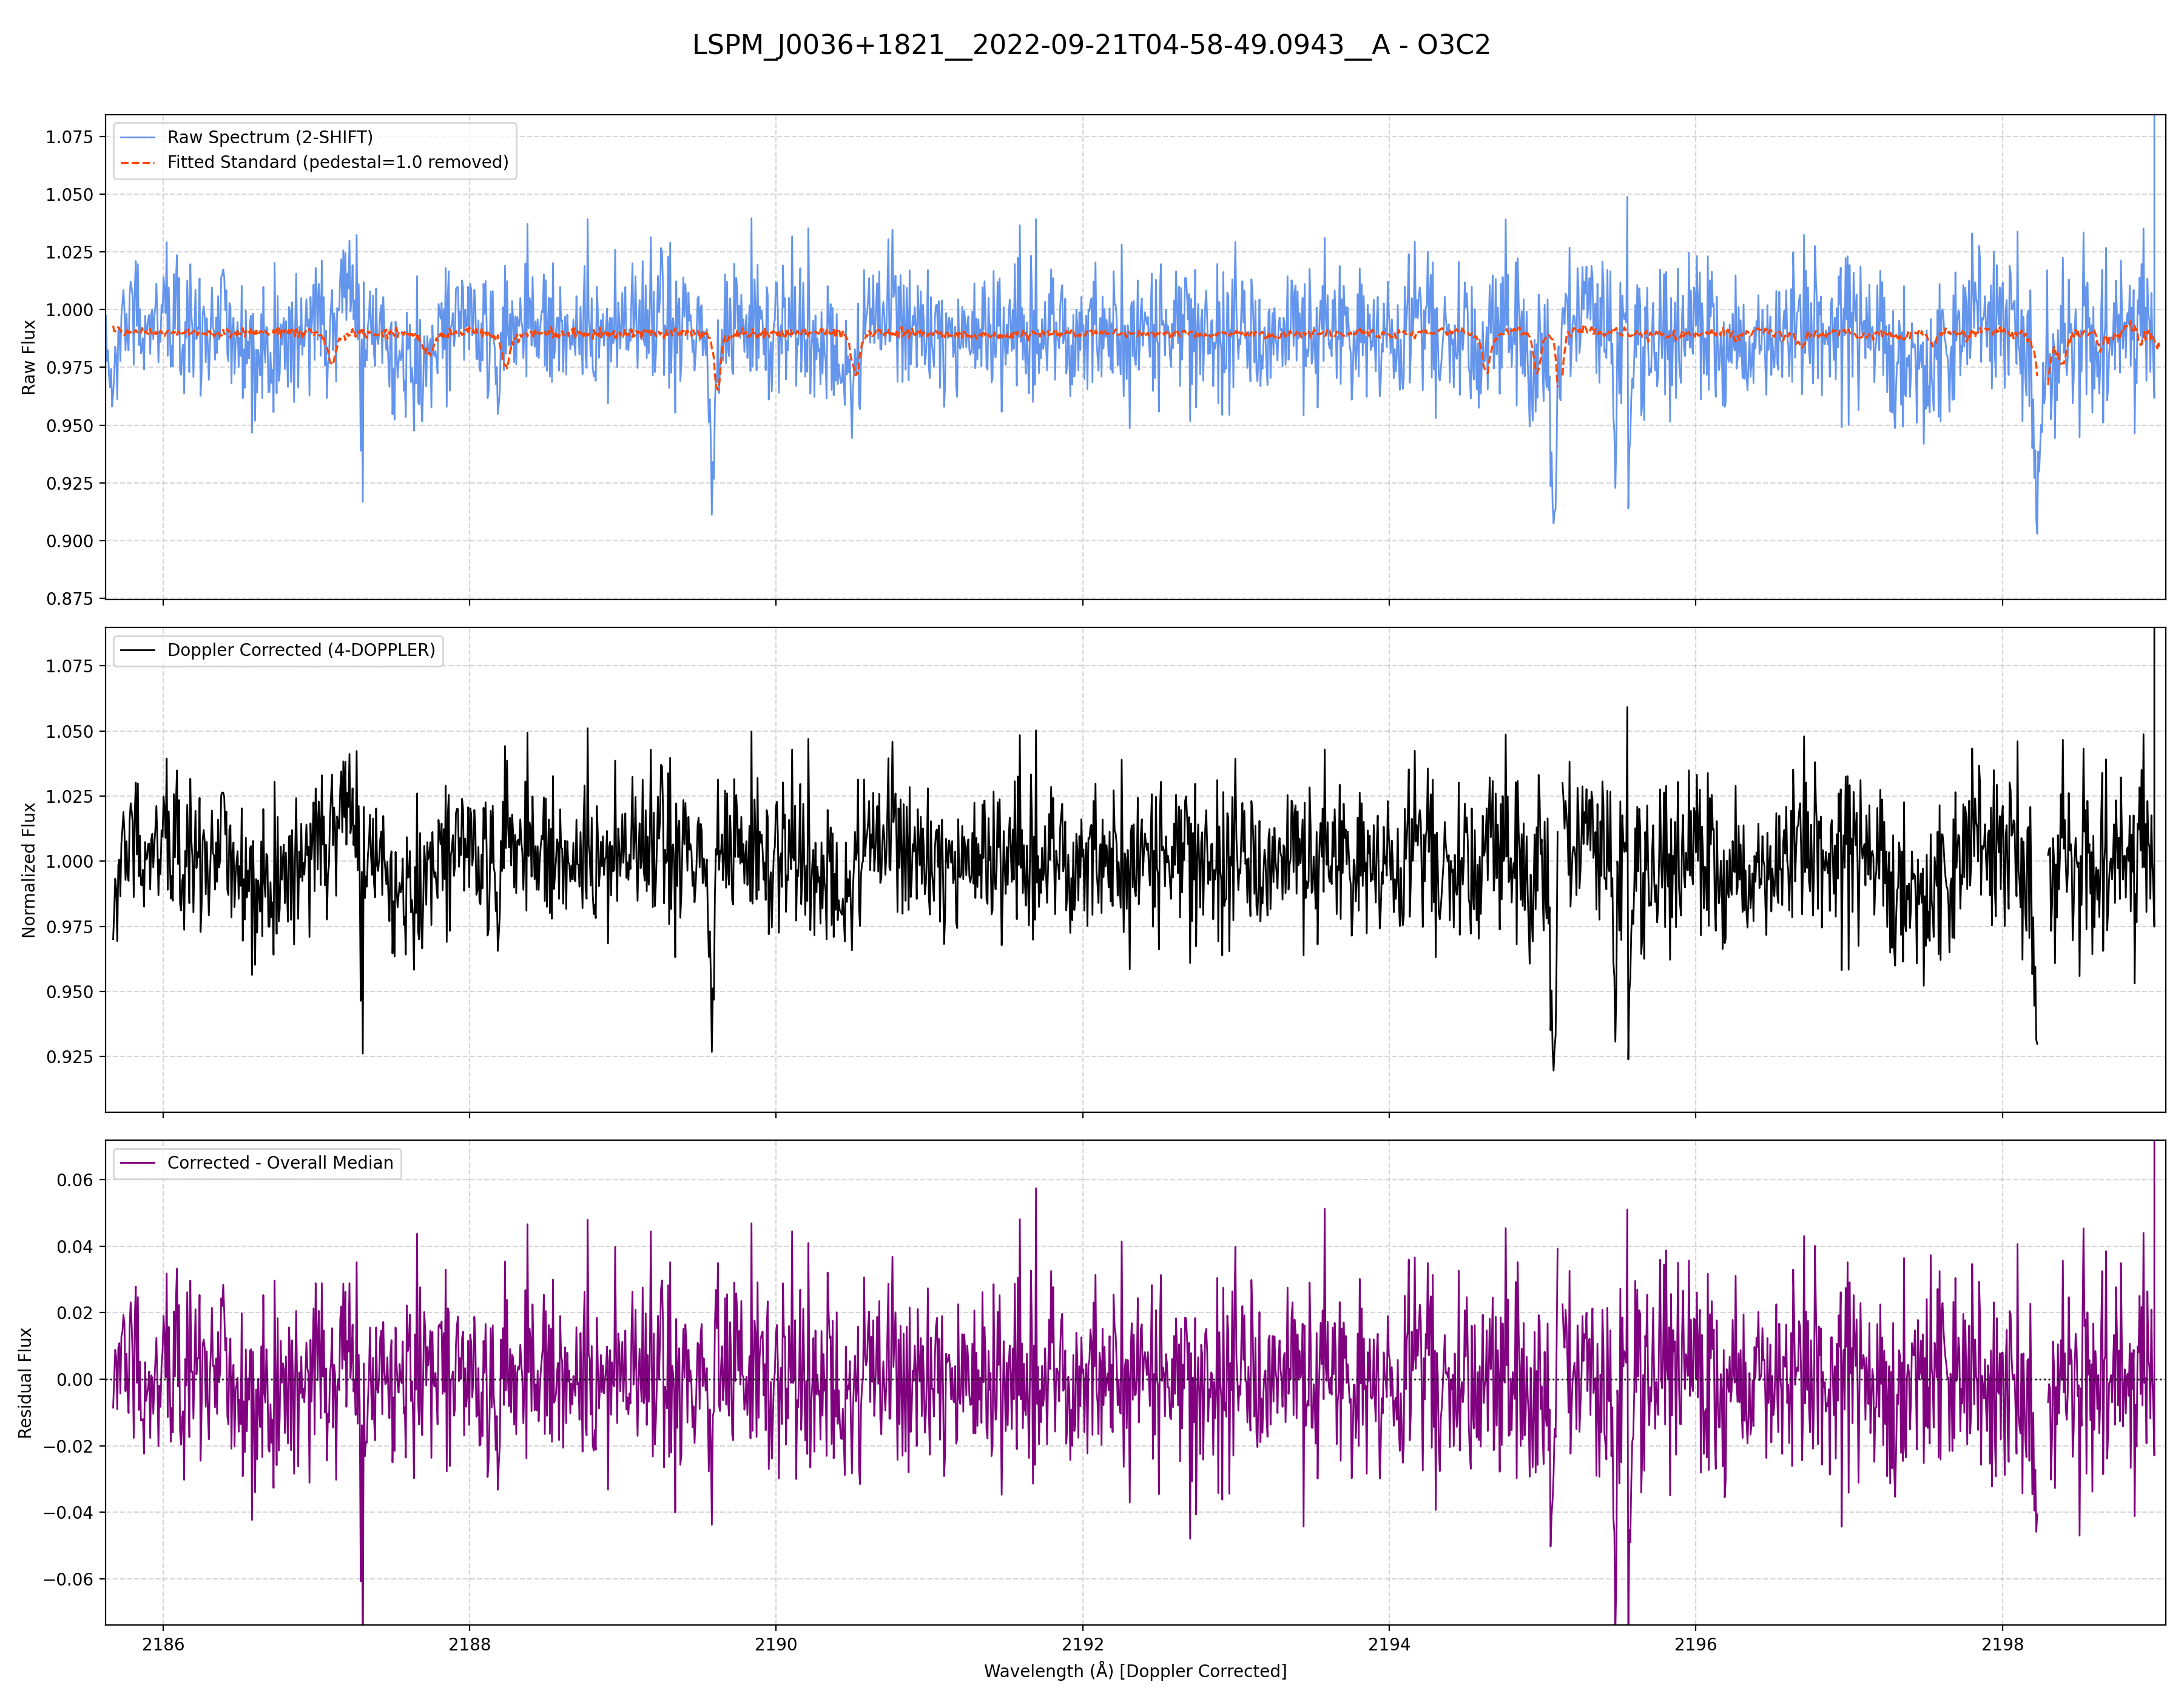 LSPM_J0036+1821__2022-09-21T04-58-49.0943__A - O3C2
Raw Spectrum (2-SHIFT)
Fitted Standard (pedestal=1.0 removed)
Raw Flux
1.075
1.050
1.025
1.000
0.975
0.950
0.925
0.900
0.875
Doppler Corrected (4-DOPPLER)
Normalized Flux
1.075
1.050
1.025
1.000
0.975
0.950
0.925
Corrected - Overall Median
Residual Flux
0.06
0.04
0.02
0.00
−0.02
−0.04
−0.06
2186 2188 2190 2192 2194 2196 2198
Wavelength (Å) [Doppler Corrected]